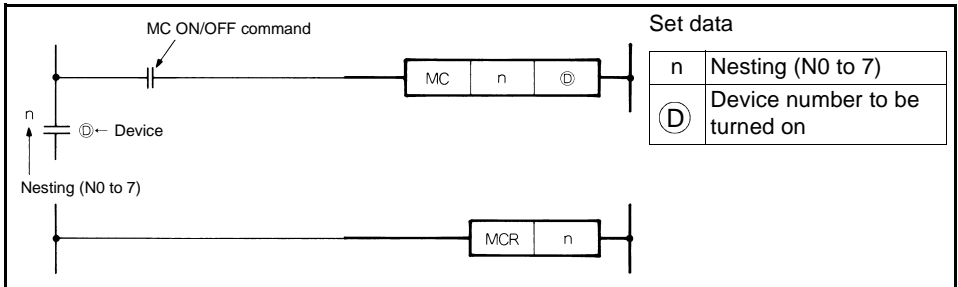 MC ON/OFF command
Set data
MC n Ⓓ
n Nesting (N0 to 7)
Ⓓ Device number to be
turned on
n
Ⓓ← Device
Nesting (N0 to 7)
MCR n